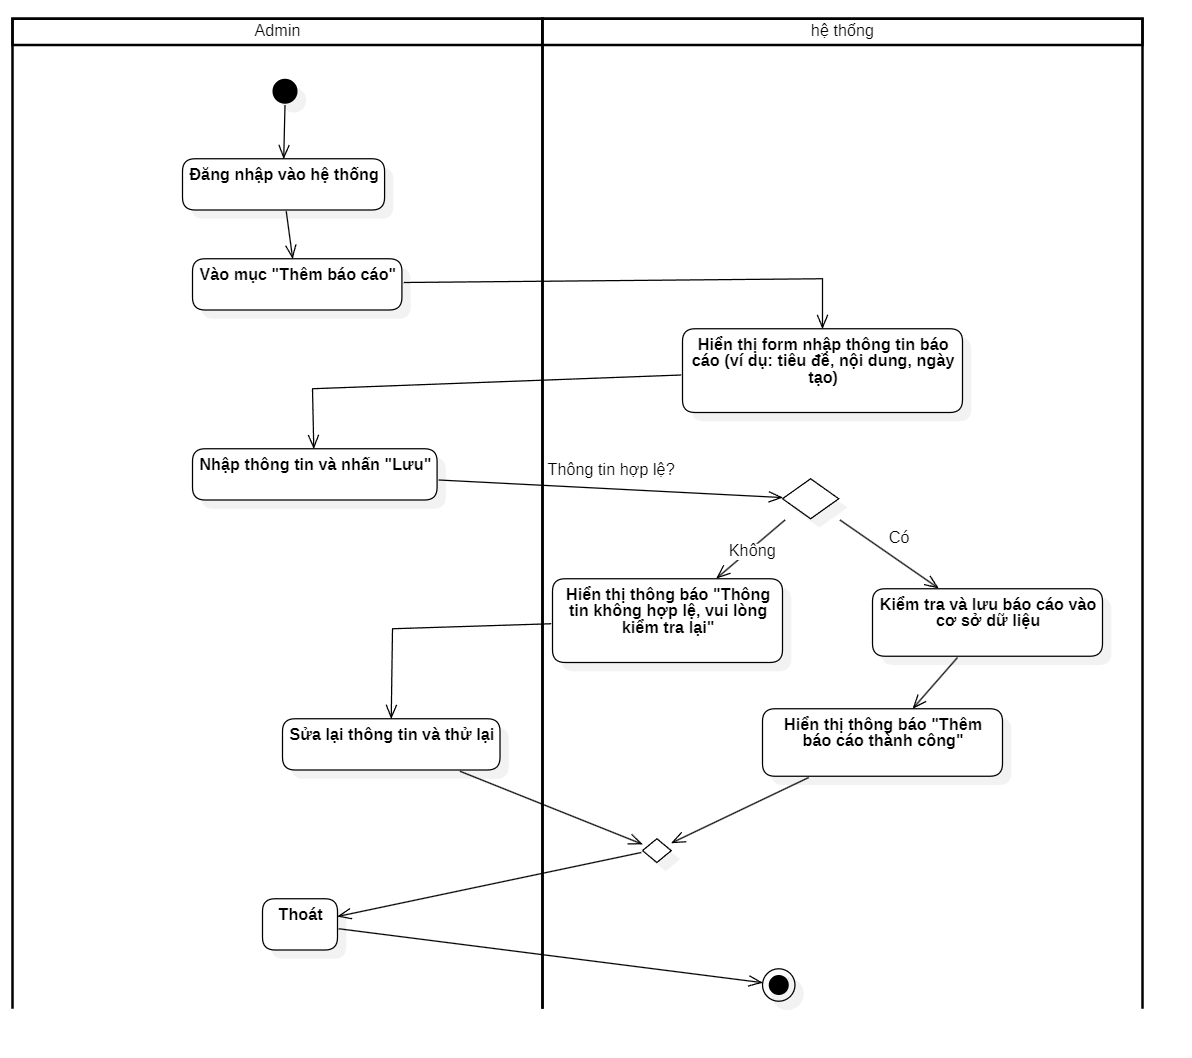 Admin
hệ thống
Đăng nhập vào hệ thống
Vào mục "Thêm báo cáo"
Hiển thị form nhập thông tin báo
cáo (ví dụ: tiêu đề, nội dung, ngày
tạo)
Nhập thông tin và nhấn "Lưu"
Thông tin hợp lệ?
Không
Có
Hiển thị thông báo "Thông
tin không hợp lệ, vui lòng
kiểm tra lại"
Kiểm tra và lưu báo cáo vào
cơ sở dữ liệu
Sửa lại thông tin và thử lại
Hiển thị thông báo "Thêm
báo cáo thành công"
Thoát